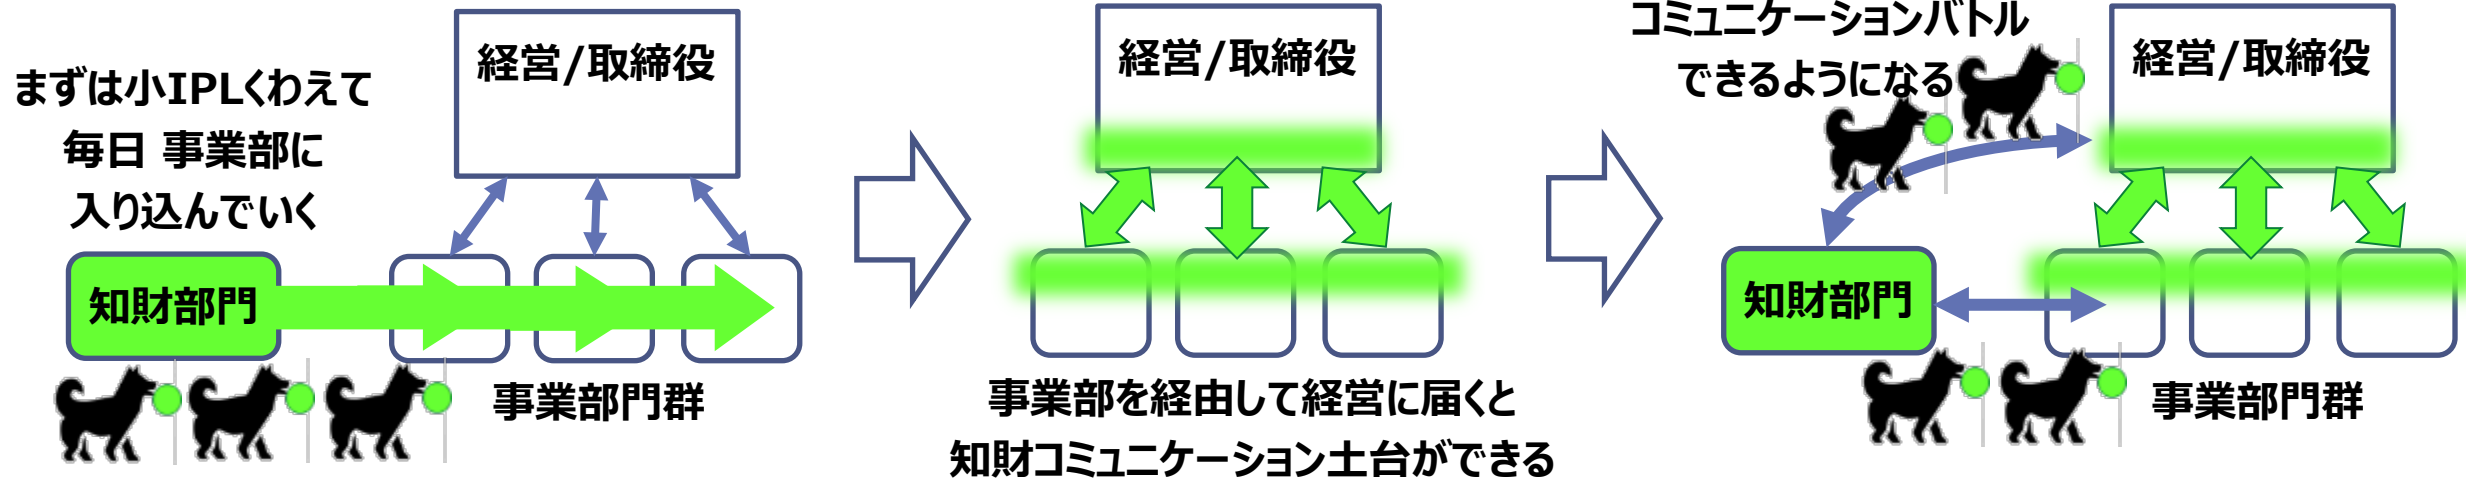 まずは小IPLくわえて
毎日 事業部に
入り込んでいく
経営/取締役
知財部門
事業部門群
経営/取締役
事業部を経由して経営に届くと
知財コミュニケーション土台ができる
コミュニケーションバトル
できるようになる
経営/取締役
知財部門
事業部門群